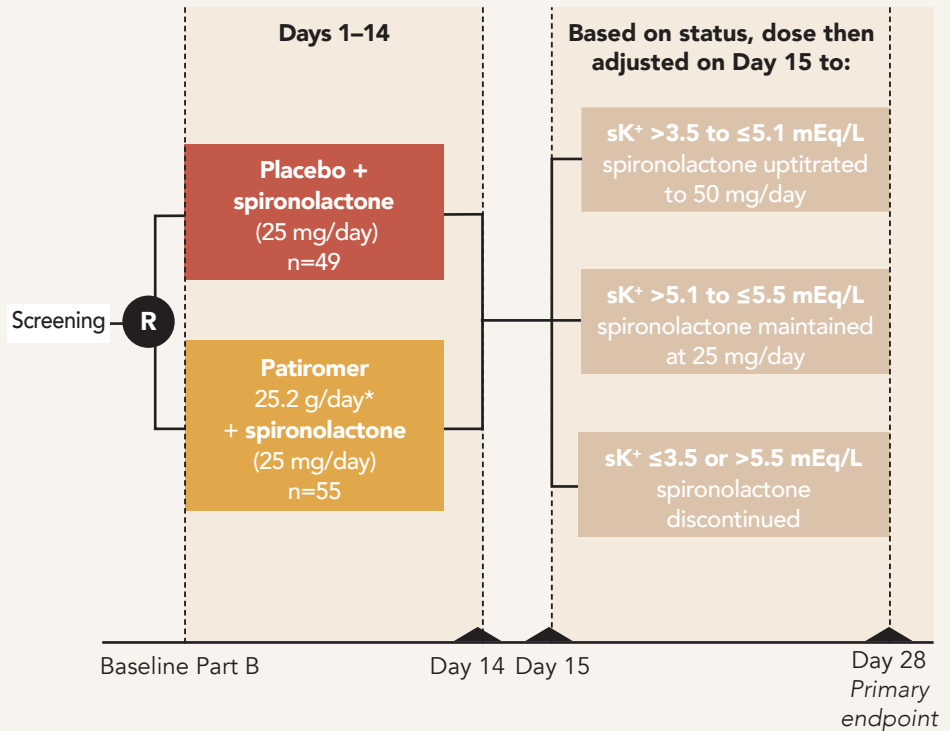 Days 1–14
Based on status, dose then
adjusted on Day 15 to:
Screening
R
Placebo +
spironolactone
(25 mg/day)
n=49
Patiromer
25.2 g/day*
+ spironolactone
(25 mg/day)
n=55
sK⁺ >3.5 to ≤5.1 mEq/L
spironolactone uptitrated
to 50 mg/day
sK⁺ >5.1 to ≤5.5 mEq/L
spironolactone maintained
at 25 mg/day
sK⁺ ≤3.5 or >5.5 mEq/L
spironolactone
discontinued
Baseline Part B
Day 14
Day 15
Day 28
Primary
endpoint